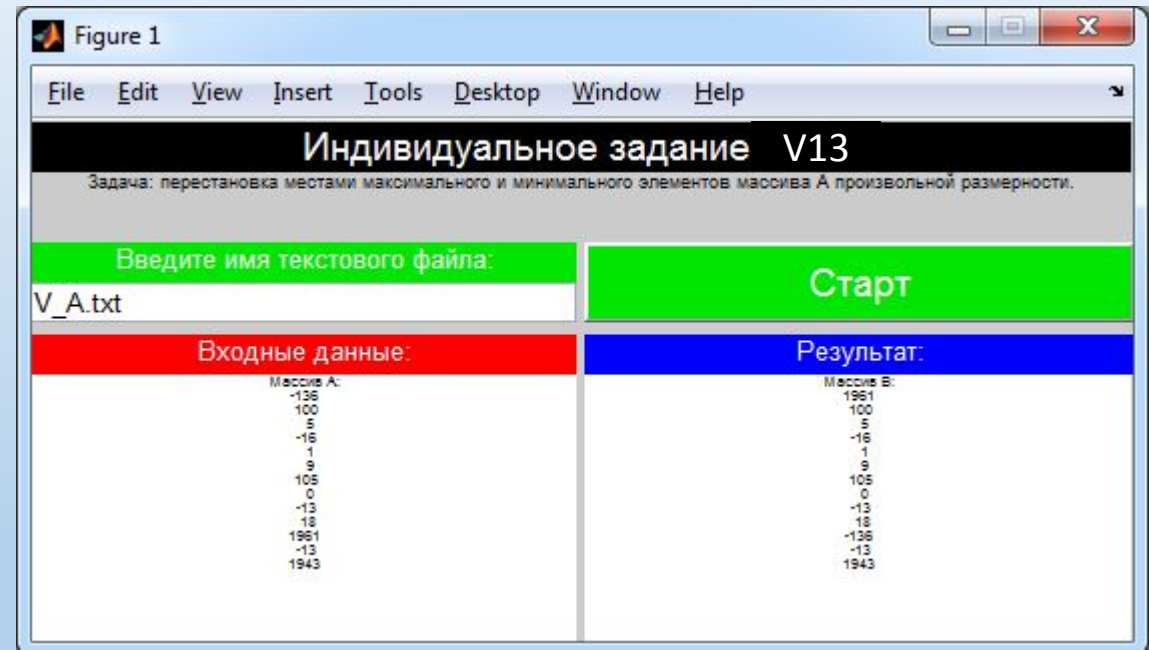 Figure 1
File Edit View Insert Tools Desktop Window Help
Индивидуальное задание V13
Задача: перестановка местами максимального и минимального элементов массива А произвольной размерности.
Введите имя текстового файла:
V_A.txt
Старт
Входные данные:
Массив А:
-136
100
5
-16
1
9
105
0
-13
18
1961
-13
1943
Результат:
Массив В:
1961
100
5
-16
1
9
105
0
-13
18
-136
-13
1943